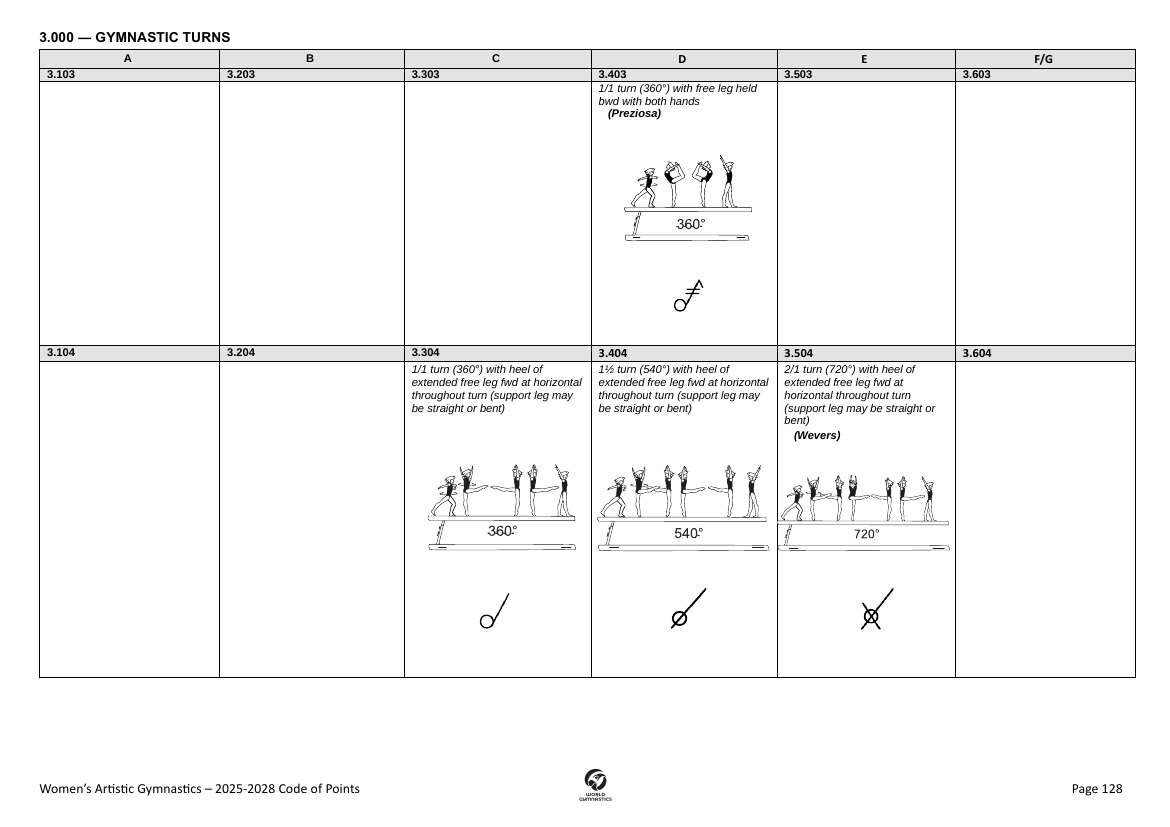 3.000 — GYMNASTIC TURNS
A B C D E F/G
3.103 3.203 3.303 3.403 3.503 3.603
1/1 turn (360°) with free leg held
bwd with both hands
(Preziosa)
360°
3.104 3.204 3.304 3.404 3.504 3.604
1/1 turn (360°) with heel of
extended free leg fwd at horizontal
throughout turn (support leg may
be straight or bent)
360°
1½ turn (540°) with heel of
extended free leg fwd at horizontal
throughout turn (support leg may
be straight or bent)
540°
2/1 turn (720°) with heel of
extended free leg fwd at
horizontal throughout turn
(support leg may be straight or
bent)
(Wevers)
720°
Women's Artistic Gymnastics – 2025-2028 Code of Points
WORLD
GYMNASTICS
Page 128